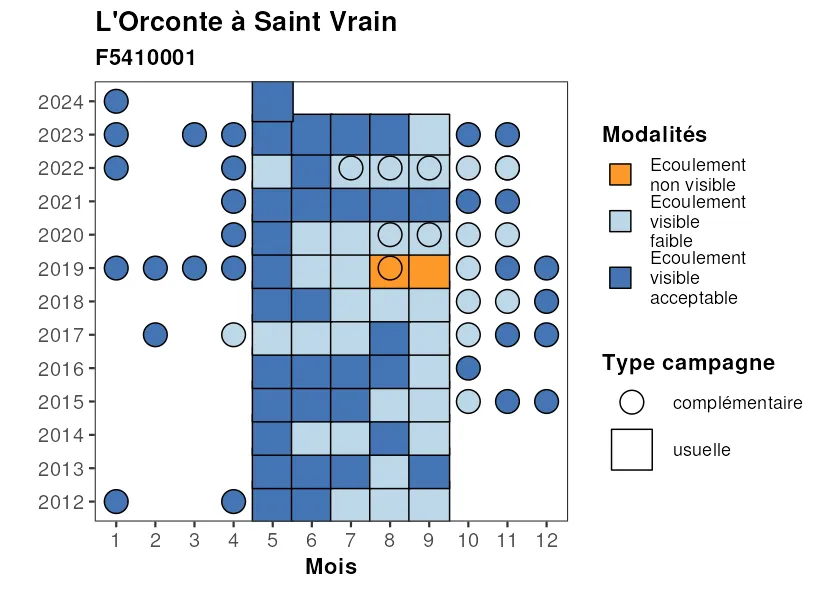 L'Orconte à Saint Vrain
F5410001
2024
2023
2022
2021
2020
2019
2018
2017
2016
2015
2014
2013
2012
1 2 3 4 5 6 7 8 9 10 11 12
Mois
Modalités
Ecoulement
non visible
Ecoulement
visible
faible
Ecoulement
visible
acceptable
Type campagne
complémentaire
usuelle